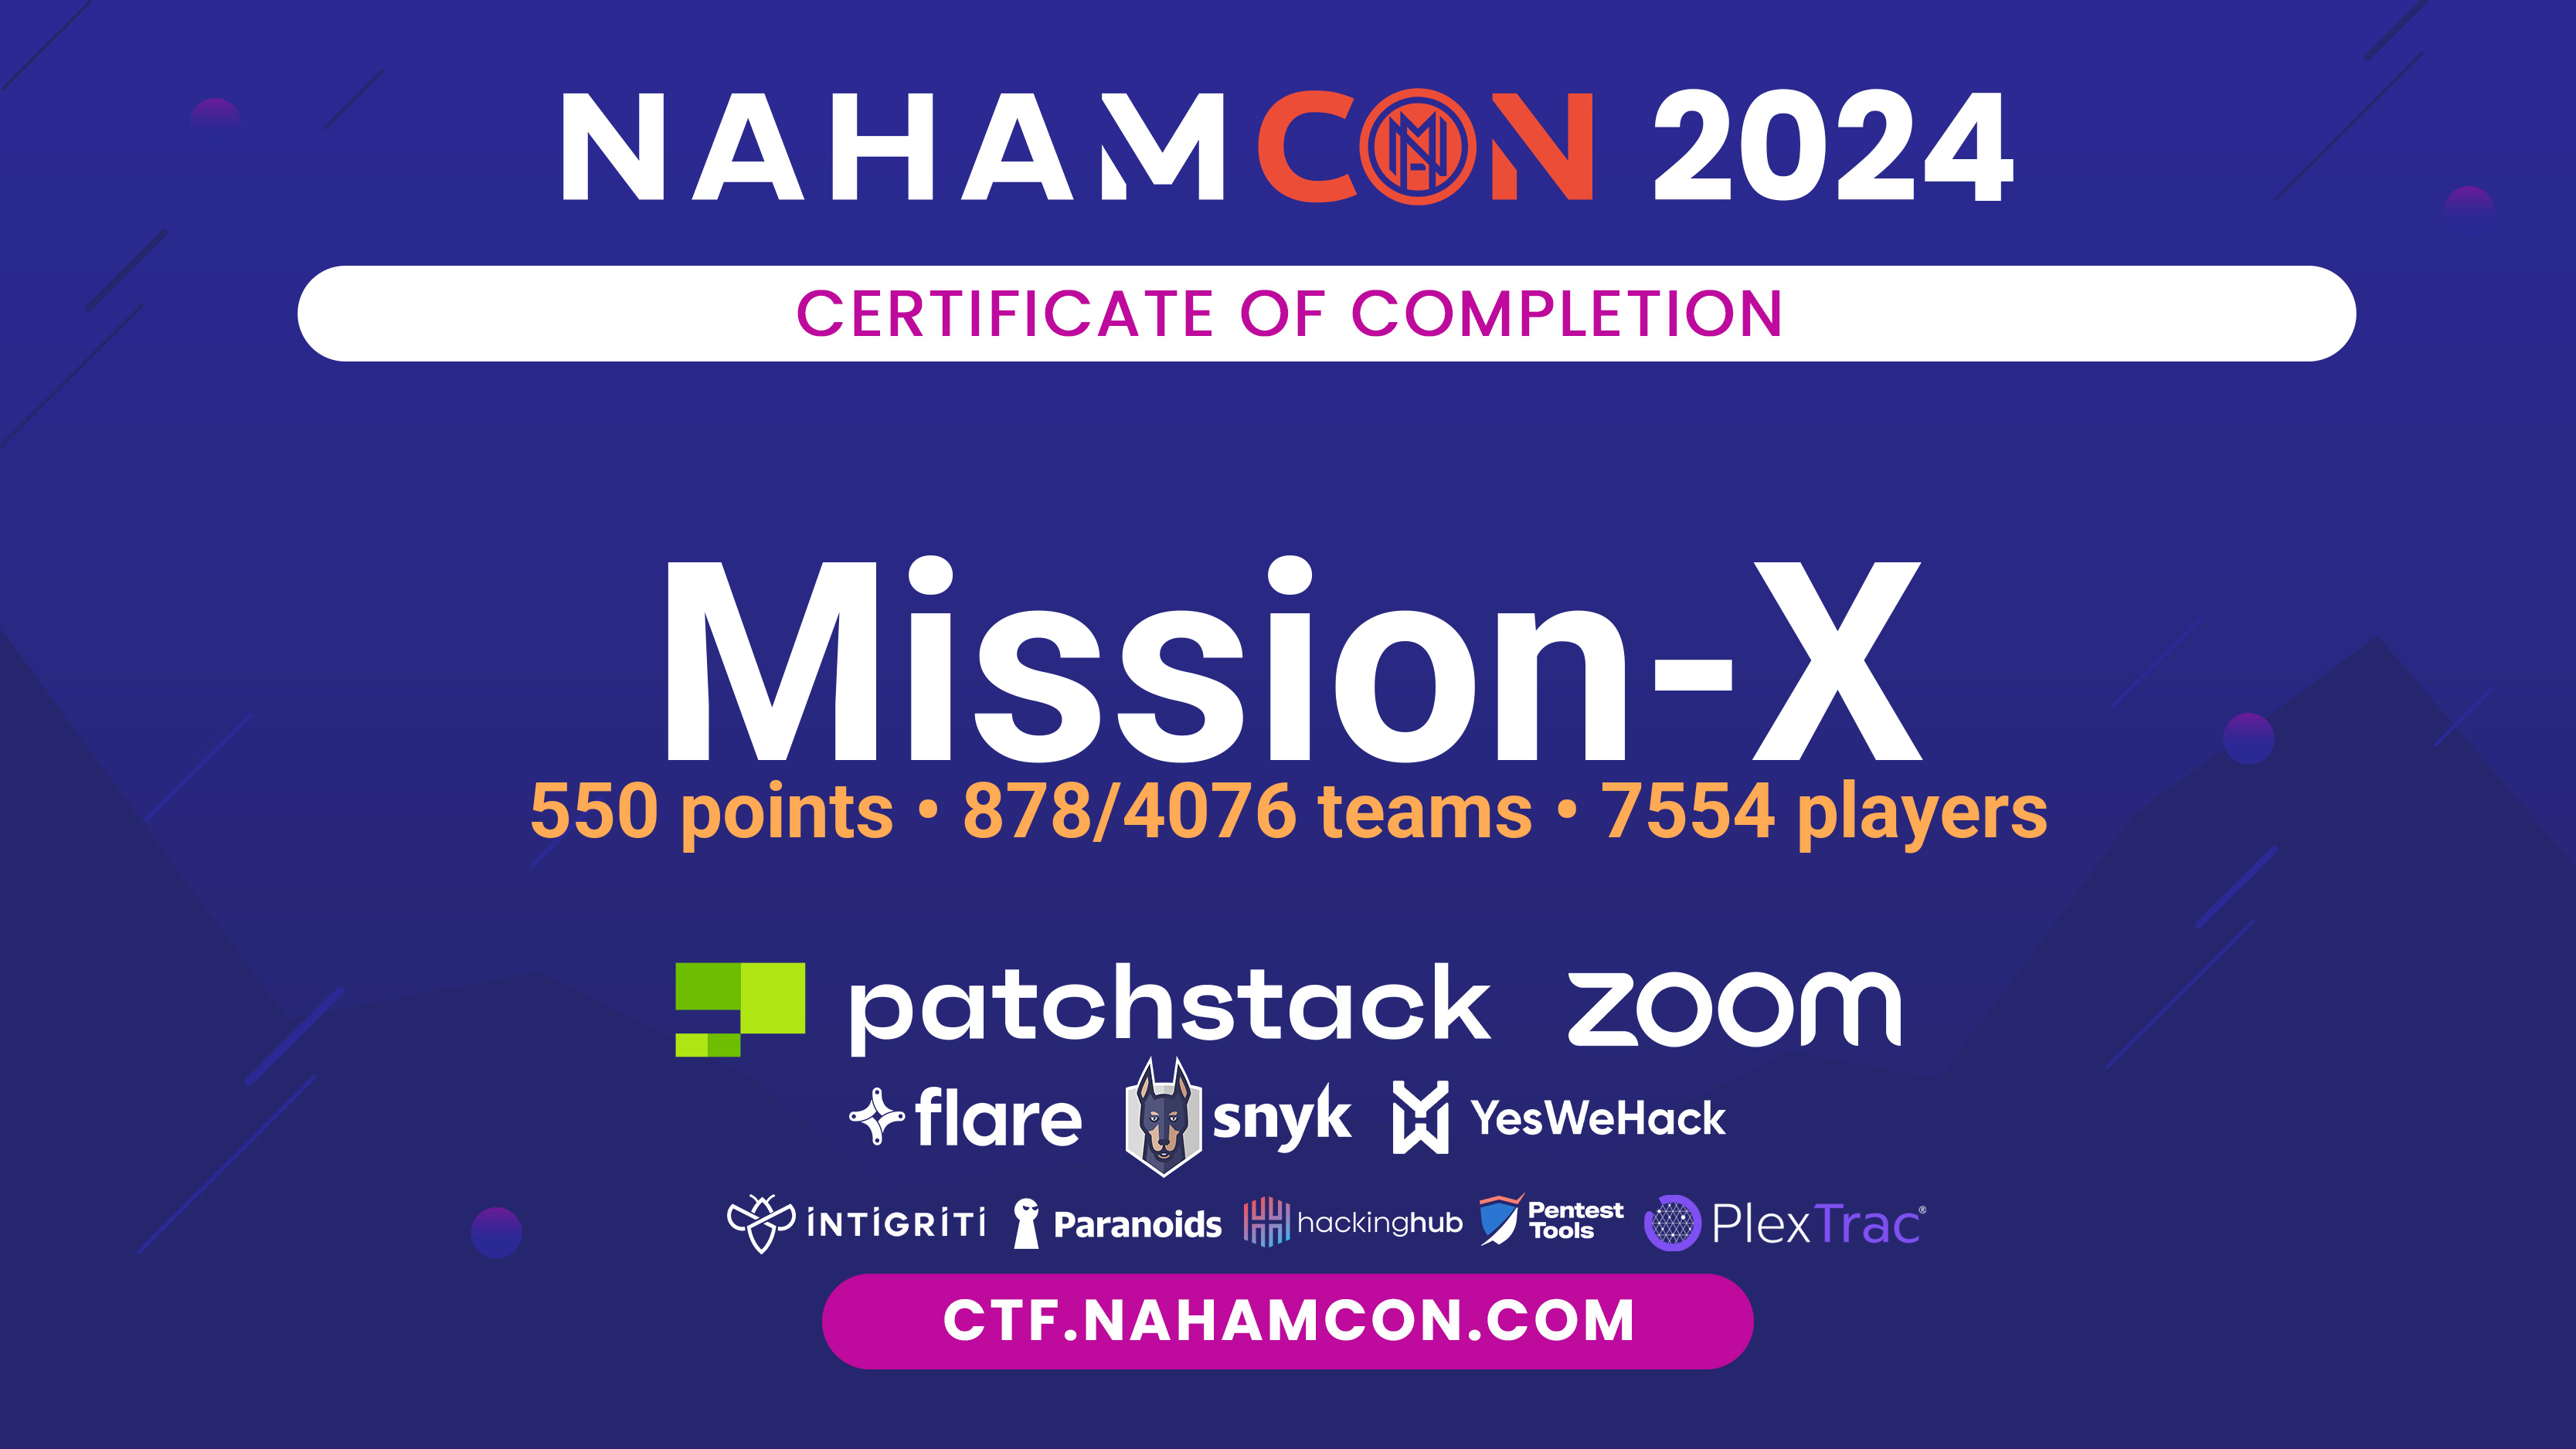 NAHAMCON 2024
CERTIFICATE OF COMPLETION
Mission-X
550 points • 878/4076 teams • 7554 players
patchstack zoom
flare snyk YesWeHack
INTIGRITI Paranoids hackinghub Pentest Tools PlexTrac®
CTF.NAHAMCON.COM